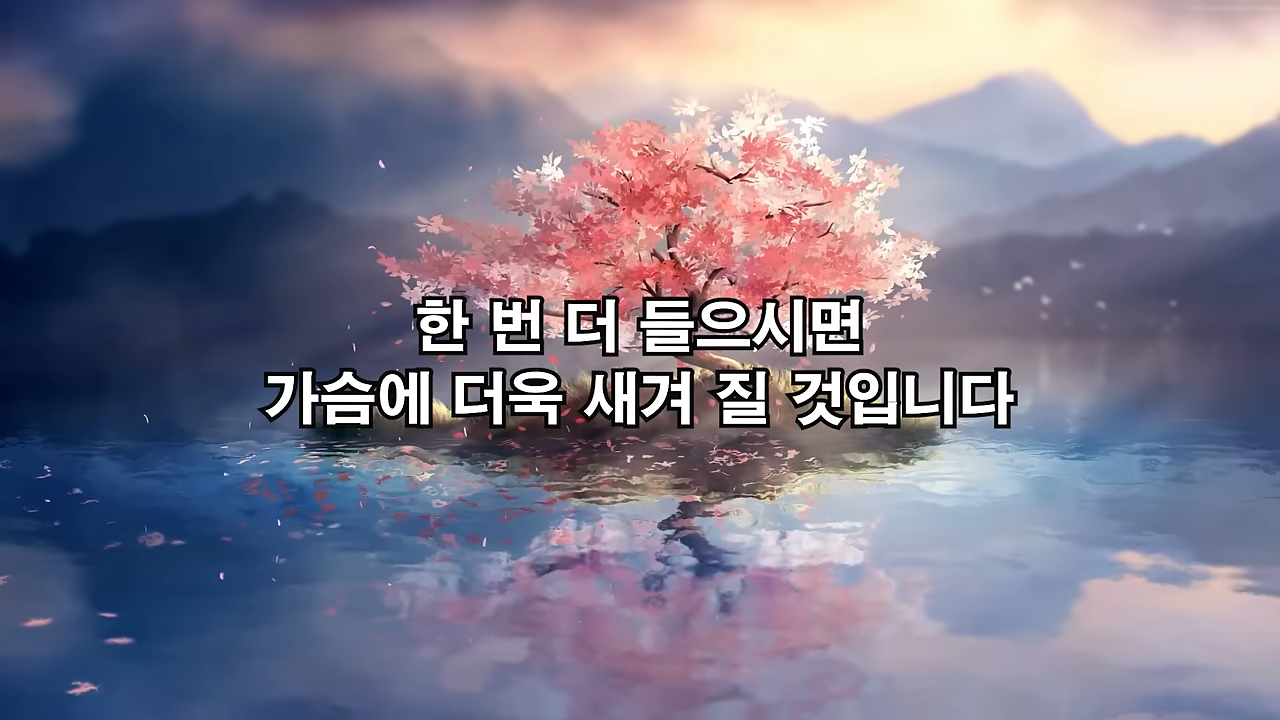 한 번 더 들으시면
가슴에 더욱 새겨 질 것입니다